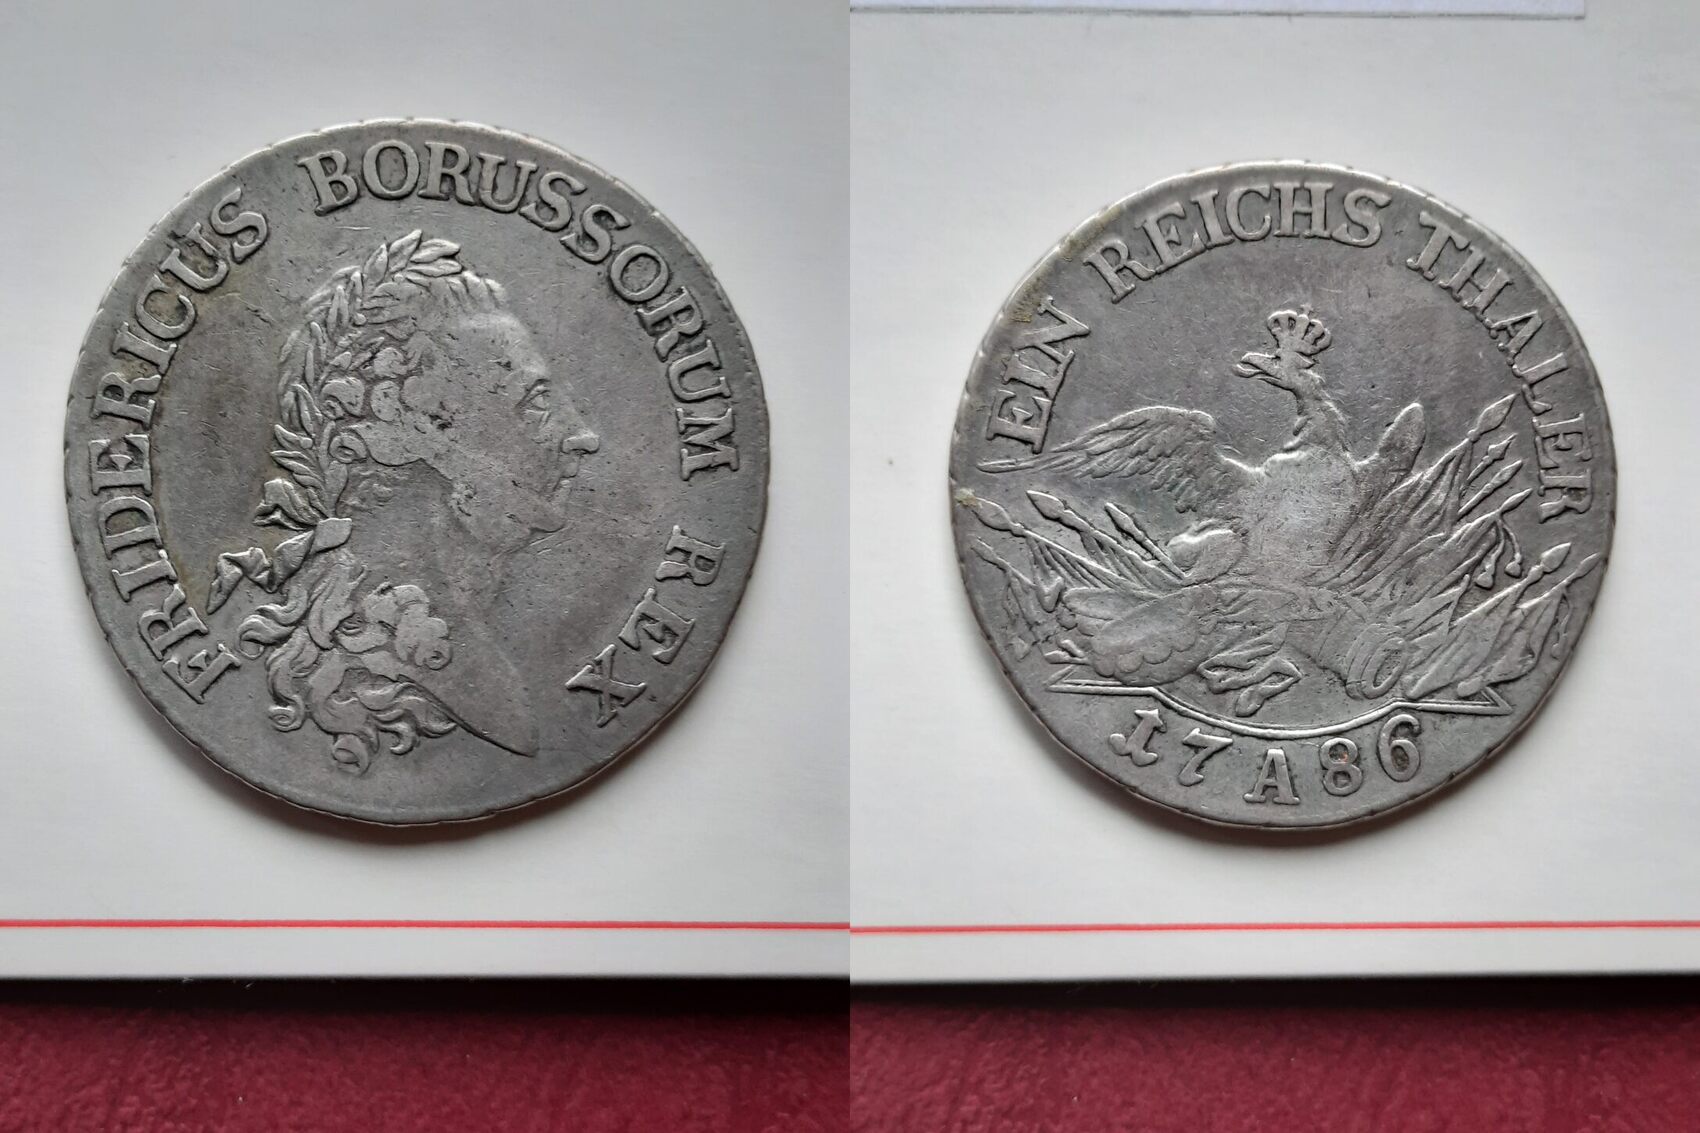 FRIDERICUS BORUSSORUM REX
EIN REICHS THALER
17 A 86